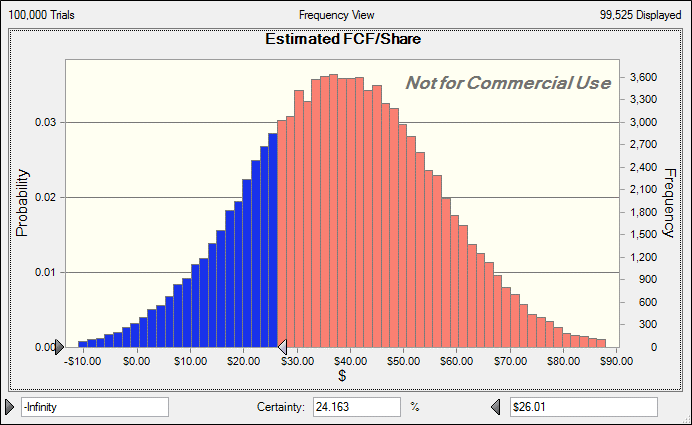 100,000 Trials Frequency View 99,525 Displayed
Estimated FCF/Share
Not for Commercial Use
3,600
3,300
0.03 3,000
2,700
2,400
2,100
0.02 1,800
1,500
1,200
0.01 900
600
300
0.00 0
Probability
Frequency
-$10.00 $0.00 $10.00 $20.00 $30.00 $40.00 $50.00 $60.00 $70.00 $80.00 $90.00
$
-Infinity Certainty: 24.163 % $26.01